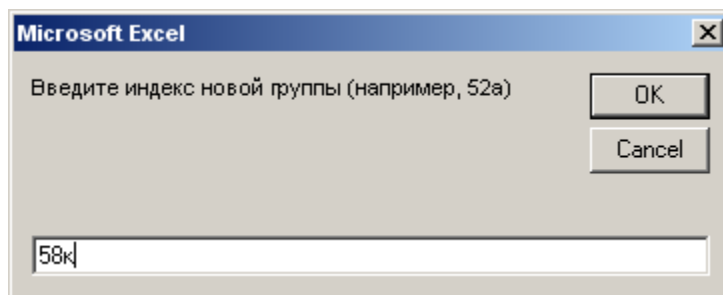 Microsoft Excel
Введите индекс новой группы (например, 52а)
OK
Cancel
58к